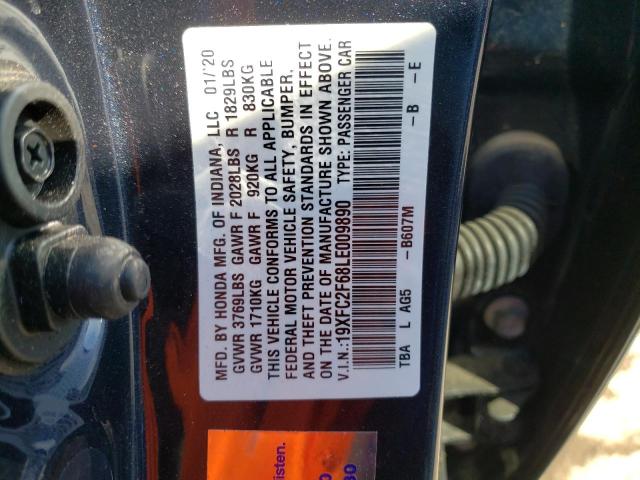 MFD. BY HONDA MFG. OF INDIANA, LLC 01/'20
GVWR 3769LBS GAWR F 2028LBS R 1829LBS
GVWR 1710KG GAWR F 920KG R 830KG
THIS VEHICLE CONFORMS TO ALL APPLICABLE
FEDERAL MOTOR VEHICLE SAFETY, BUMPER,
AND THEFT PREVENTION STANDARDS IN EFFECT
ON THE DATE OF MANUFACTURE SHOWN ABOVE.
V.I.N.:19XFC2F68LE009890 TYPE: PASSENGER CAR
-B607M -B -E
TBA L AG5
isten.